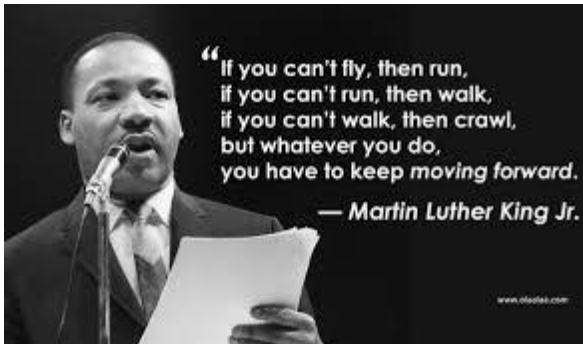 “If you can't fly, then run,
if you can't run, then walk,
if you can't walk, then crawl,
but whatever you do,
you have to keep moving forward.
— Martin Luther King Jr.